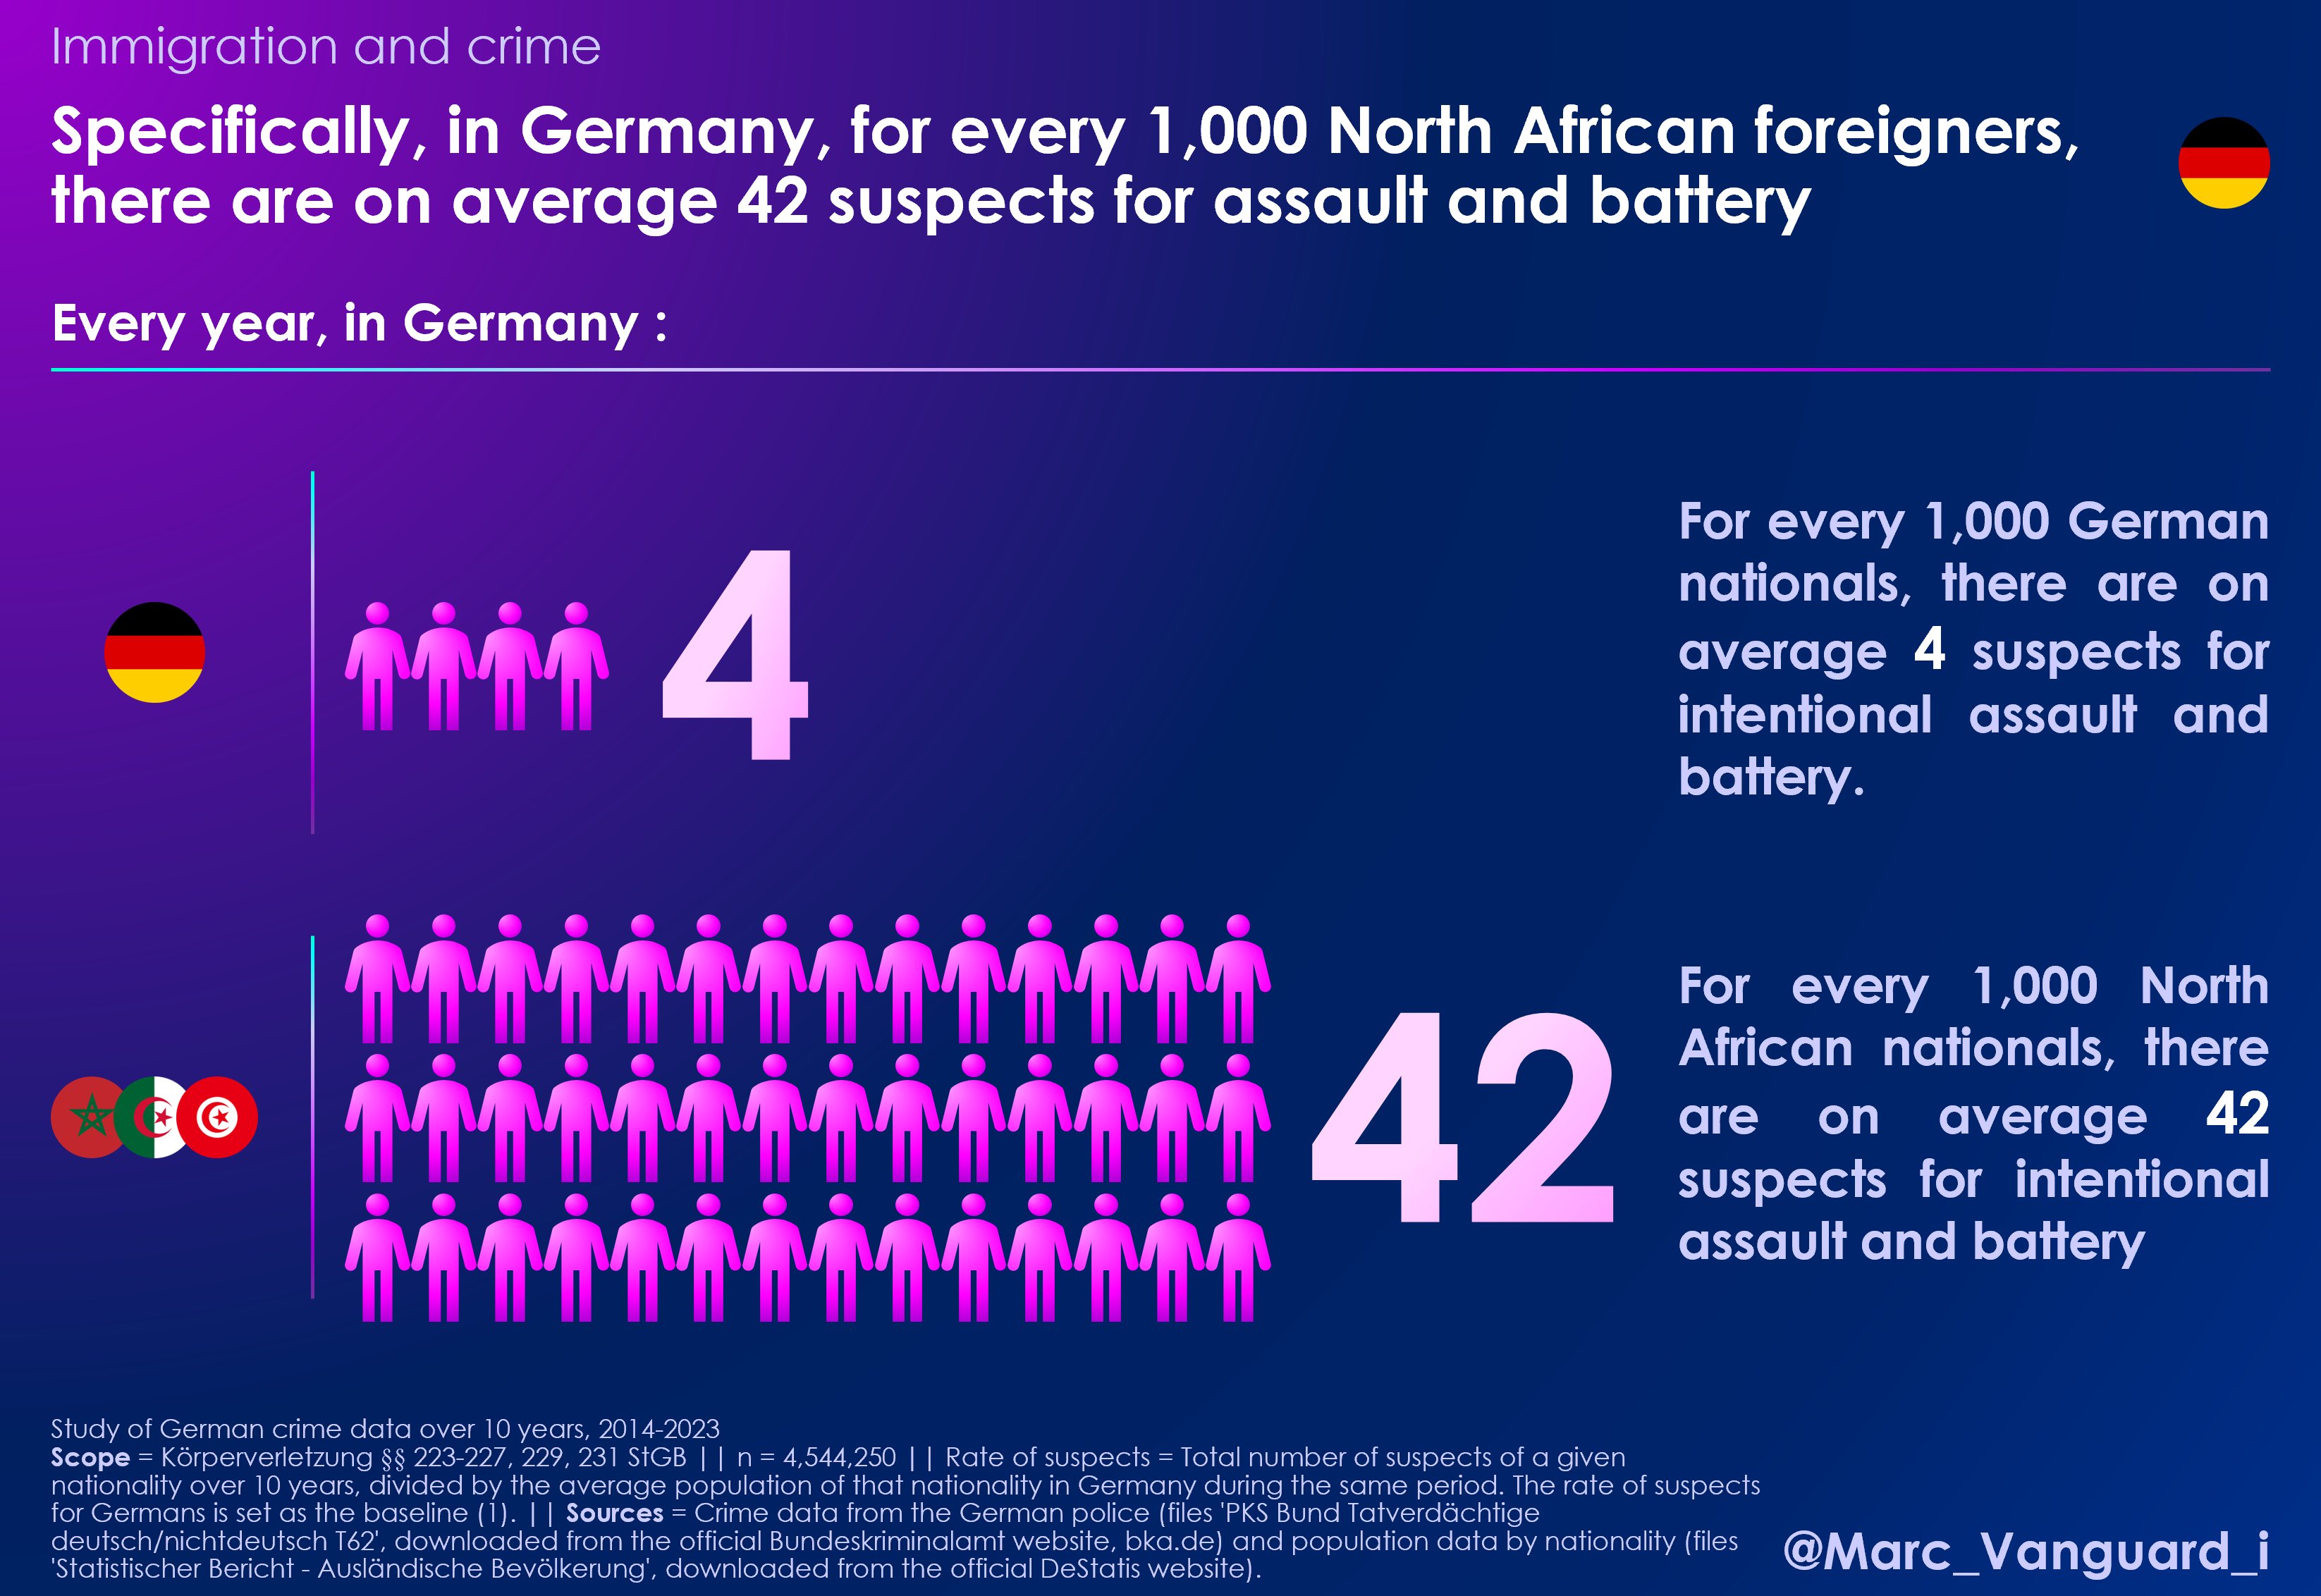 Immigration and crime
Specifically, in Germany, for every 1,000 North African foreigners,
there are on average 42 suspects for assault and battery
Every year, in Germany :
4
For every 1,000 German
nationals, there are on
average 4 suspects for
intentional assault and
battery.
42
For every 1,000 North
African nationals, there
are on average 42
suspects for intentional
assault and battery
Study of German crime data over 10 years, 2014-2023
Scope = Körperverletzung §§ 223-227, 229, 231 StGB || n = 4,544,250 || Rate of suspects = Total number of suspects of a given
nationality over 10 years, divided by the average population of that nationality in Germany during the same period. The rate of suspects
for Germans is set as the baseline (1). || Sources = Crime data from the German police (files 'PKS Bund Tatverdächtige
deutsch/nichtdeutsch T62', downloaded from the official Bundeskriminalamt website, bka.de) and population data by nationality (files
'Statistischer Bericht - Ausländische Bevölkerung', downloaded from the official DeStatis website).
@Marc_Vanguard_i